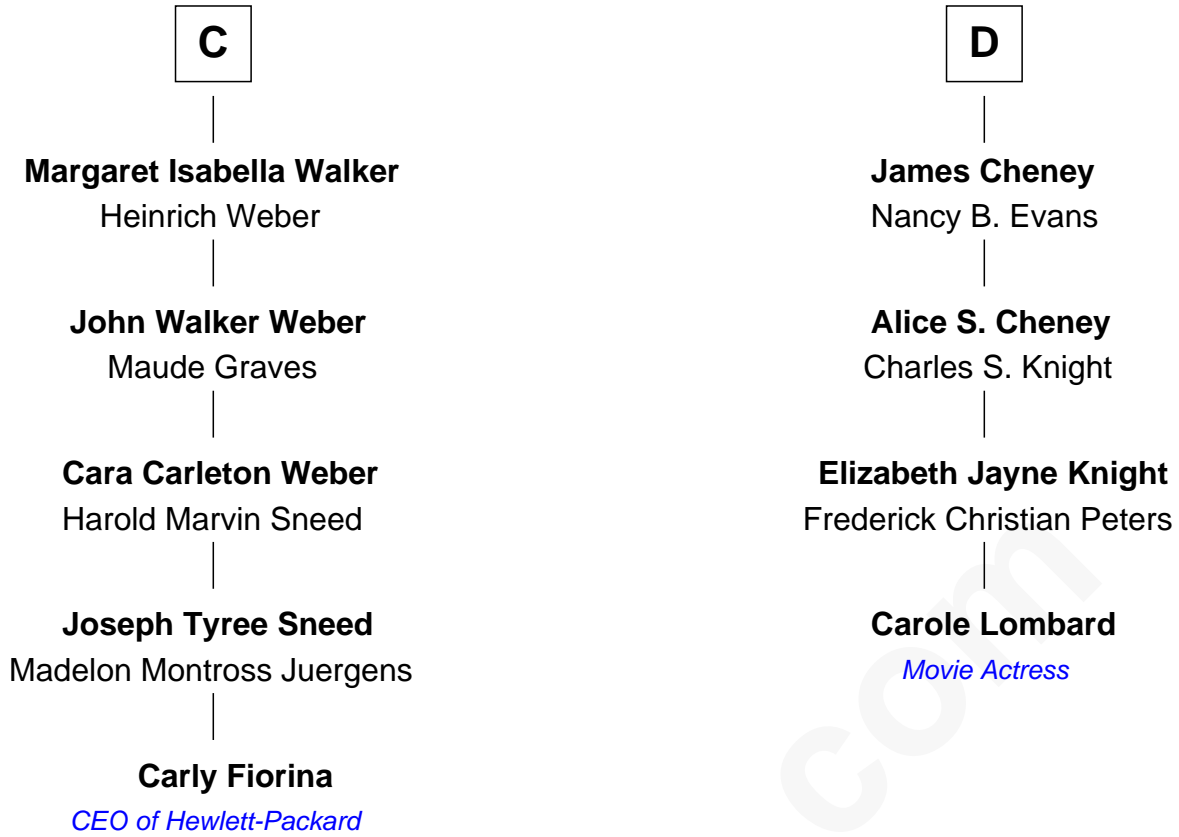 C
Margaret Isabella Walker
Heinrich Weber
John Walker Weber
Maude Graves
Cara Carleton Weber
Harold Marvin Sneed
Joseph Tyree Sneed
Madelon Montross Juergens
Carly Fiorina
CEO of Hewlett-Packard
D
James Cheney
Nancy B. Evans
Alice S. Cheney
Charles S. Knight
Elizabeth Jayne Knight
Frederick Christian Peters
Carole Lombard
Movie Actress
com